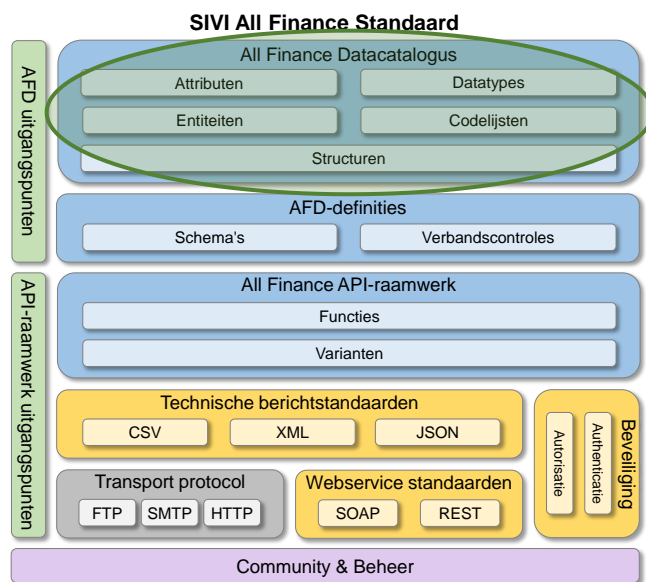 SIVI All Finance Standaard
AFD uitgangspunten
All Finance Datacatalogus
Attributen
Datatypes
Entiteiten
Codelijsten
Structuren
AFD-definities
Schema's
Verbandscontroles
API-raamwerk uitgangspunten
All Finance API-raamwerk
Functies
Varianten
Technische berichtstandaarden
CSV
XML
JSON
Beveiliging
Autorisatie
Authenticatie
Transport protocol
FTP
SMTP
HTTP
Webservice standaarden
SOAP
REST
Community & Beheer